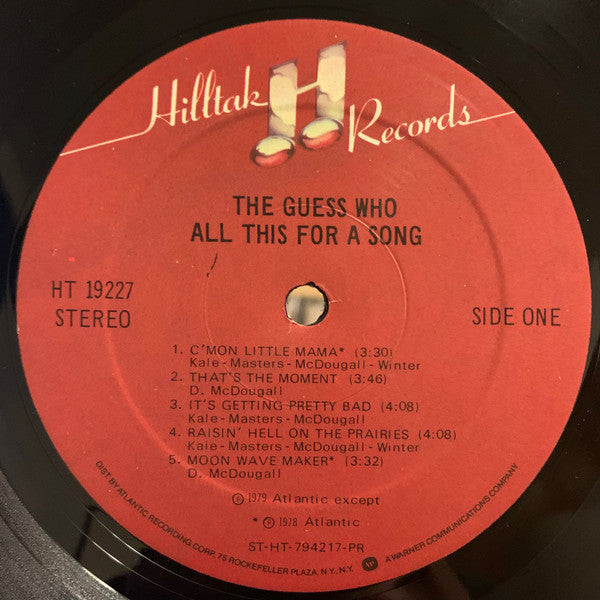 Hilltak H Records
THE GUESS WHO
ALL THIS FOR A SONG
HT 19227
STEREO
SIDE ONE
1. C'MON LITTLE MAMA* (3:30)
Kale-Masters-McDougall-Winter
2. THAT'S THE MOMENT (3:46)
D. McDougall
3. IT'S GETTING PRETTY BAD (4:08)
Kale-Masters-McDougall
4. RAISIN' HELL ON THE PRAIRIES (4:08)
Kale-Masters-McDougall-Winter
5. MOON WAVE MAKER* (3:32)
D. McDougall
℗ 1979 Atlantic except
* ℗ 1978 Atlantic
ST-HT-794217-PR
DIST. BY ATLANTIC RECORDING CORP. 75 ROCKEFELLER PLAZA, N.Y. N.Y. W A WARNER COMMUNICATIONS COMPANY